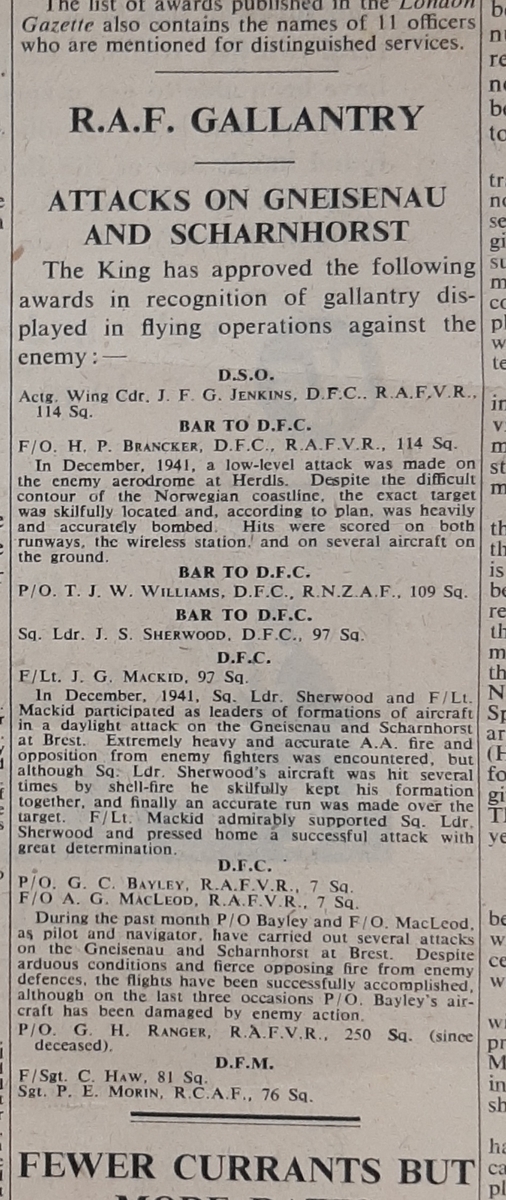 The list of awards published in the London
Gazette also contains the names of 11 officers
who are mentioned for distinguished services.
R.A.F. GALLANTRY
ATTACKS ON GNEISENAU
AND SCHARNHORST
The King has approved the following
awards in recognition of gallantry dis-
played in flying operations against the
enemy:—
D.S.O.
Actg. Wing Cdr. J. F. G. JENKINS, D.F.C., R.A.F.V.R.,
114 Sq.
BAR TO D.F.C.
F/O. H. P. BRANCKER, D.F.C., R.A.F.V.R., 114 Sq.
In December, 1941, a low-level attack was made on
the enemy aerodrome at Herdls. Despite the difficult
contour of the Norwegian coastline, the exact target
was skilfully located and, according to plan, was heavily
and accurately bombed. Hits were scored on both
runways, the wireless station, and on several aircraft on
the ground.
BAR TO D.F.C.
P/O. T. J. W. WILLIAMS, D.F.C., R.N.Z.A.F., 109 Sq.
BAR TO D.F.C.
Sq. Ldr. J. S. SHERWOOD, D.F.C., 97 Sq.
D.F.C.
F/Lt. J. G. MACKID, 97 Sq.
In December, 1941, Sq. Ldr. Sherwood and F/Lt.
Mackid participated as leaders of formations of aircraft
in a daylight attack on the Gneisenau and Scharnhorst
at Brest. Extremely heavy and accurate A.A. fire and
opposition from enemy fighters was encountered, but
although Sq. Ldr. Sherwood's aircraft was hit several
times by shell-fire he skilfully kept his formation
together, and finally an accurate run was made over the
target. F/Lt. Mackid admirably supported Sq. Ldr.
Sherwood and pressed home a successful attack with
great determination.
D.F.C.
P/O. G. C. BAYLEY, R.A.F.V.R., 7 Sq.
F/O A. G. MACLEOD, R.A.F.V.R., 7 Sq.
During the past month P/O Bayley and F/O. MacLeod,
as pilot and navigator, have carried out several attacks
on the Gneisenau and Scharnhorst at Brest. Despite
arduous conditions and fierce opposing fire from enemy
defences, the flights have been successfully accomplished,
although on the last three occasions P/O. Bayley's air-
craft has been damaged by enemy action.
P/O. G. H. RANGER, R.A.F.V.R., 250 Sq. (since
deceased).
D.F.M.
F/Sgt. C. HAW, 81 Sq.
Sgt. P. E. MORIN, R.C.A.F., 76 Sq.
FEWER CURRANTS BUT